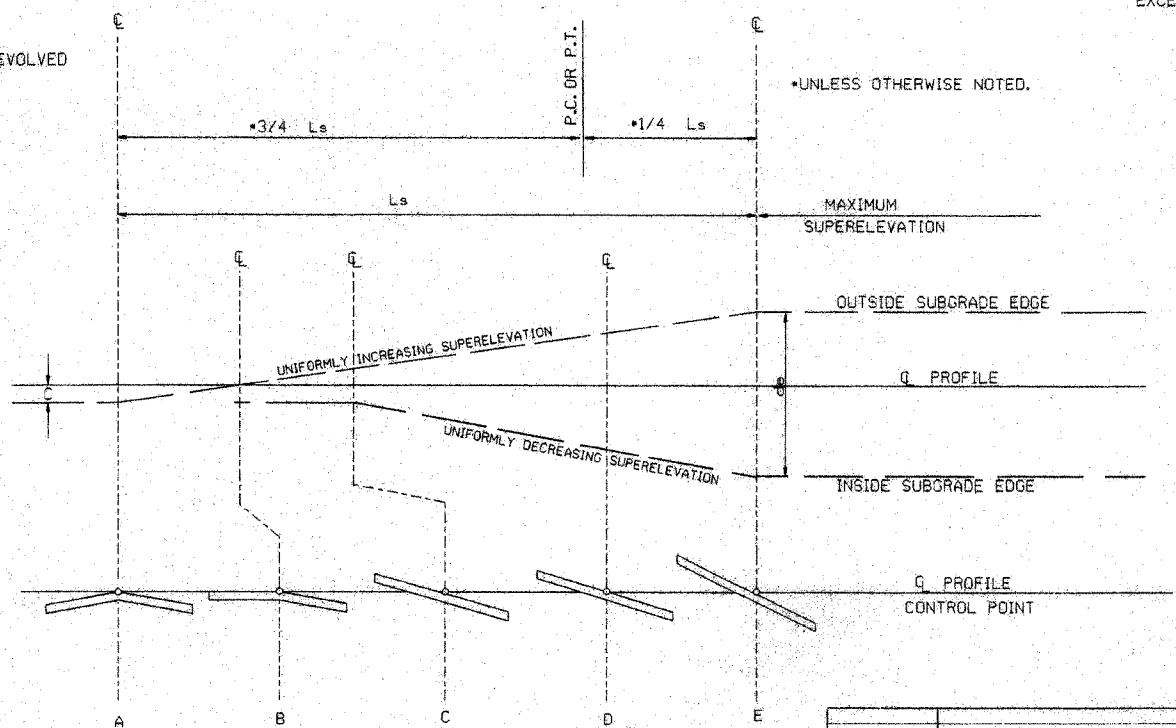 EXCE
EVOLVED
℄
℄
P.C. OR P.T.
*UNLESS OTHERWISE NOTED.
*3/4 Ls
*1/4 Ls
Ls
MAXIMUM
SUPERELEVATION
℄
℄
℄
OUTSIDE SUBGRADE EDGE
UNIFORMLY INCREASING SUPERELEVATION
C
℄ PROFILE
UNIFORMLY DECREASING SUPERELEVATION
INSIDE SUBGRADE EDGE
℄ PROFILE
CONTROL POINT
A
B
C
D
E